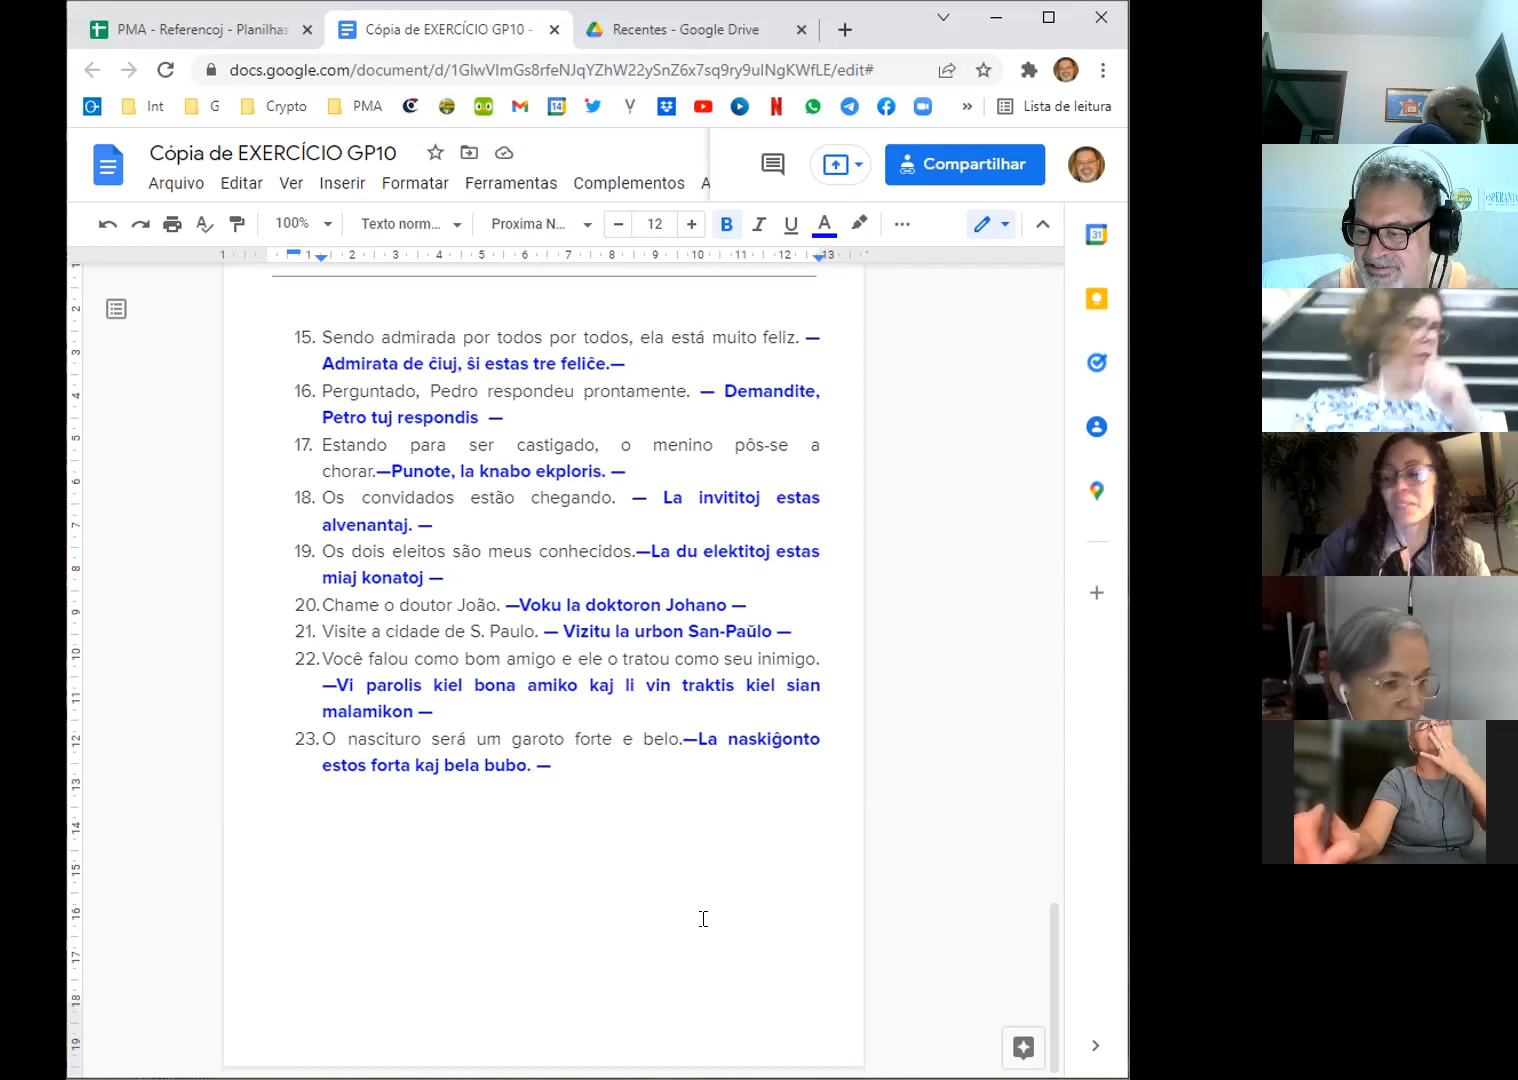 PMA - Referencoj - Planilhas
Cópia de EXERCÍCIO GP10 -
Recentes - Google Drive
docs.google.com/document/d/1GIwVImGs8rfeNJqYZhW22ySnZ6x7sq9ry9uINgKWfLE/edit#
Int
G
Crypto
PMA
Lista de leitura
Cópia de EXERCÍCIO GP10
Compartilhar
Arquivo Editar Ver Inserir Formatar Ferramentas Complementos A
100% Texto norm... Proxima N... 12
15. Sendo admirada por todos por todos, ela está muito feliz. —
Admirata de ĉiuj, ŝi estas tre feliĉe.—
16. Perguntado, Pedro respondeu prontamente. — Demandite,
Petro tuj respondis —
17. Estando para ser castigado, o menino pôs-se a
chorar.—Punote, la knabo ekploris. —
18. Os convidados estão chegando. — La invititoj estas
alvenantaj. —
19. Os dois eleitos são meus conhecidos.—La du elektitoj estas
miaj konatoj —
20. Chame o doutor João. —Voku la doktoron Johano —
21. Visite a cidade de S. Paulo. — Vizitu la urbon San-Paŭlo —
22. Você falou como bom amigo e ele o tratou como seu inimigo.
—Vi parolis kiel bona amiko kaj li vin traktis kiel sian
malamikon —
23. O nascituro será um garoto forte e belo.—La naskiĝonto
estos forta kaj bela bubo. —